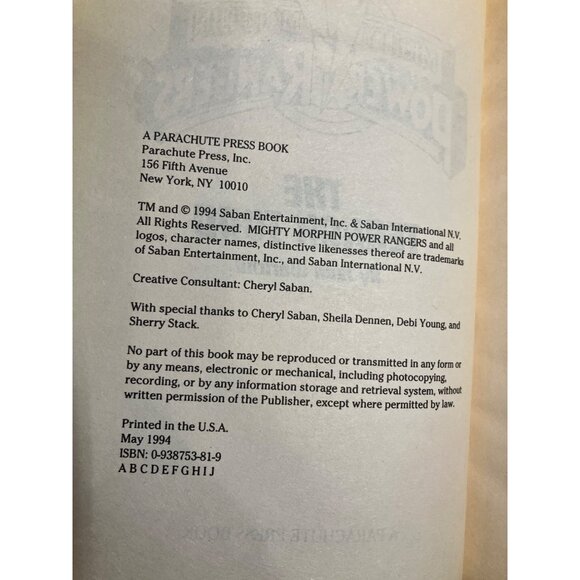 A PARACHUTE PRESS BOOK
Parachute Press, Inc.
156 Fifth Avenue
New York, NY 10010
TM and © 1994 Saban Entertainment, Inc. & Saban International N.V.
All Rights Reserved. MIGHTY MORPHIN POWER RANGERS and all
logos, character names, distinctive likenesses thereof are trademarks
of Saban Entertainment, Inc., and Saban International N.V.
Creative Consultant: Cheryl Saban.
With special thanks to Cheryl Saban, Sheila Dennen, Debi Young, and
Sherry Stack.
No part of this book may be reproduced or transmitted in any form or
by any means, electronic or mechanical, including photocopying,
recording, or by any information storage and retrieval system, without
written permission of the Publisher, except where permitted by law.
Printed in the U.S.A.
May 1994
ISBN: 0-938753-81-9
A B C D E F G H I J